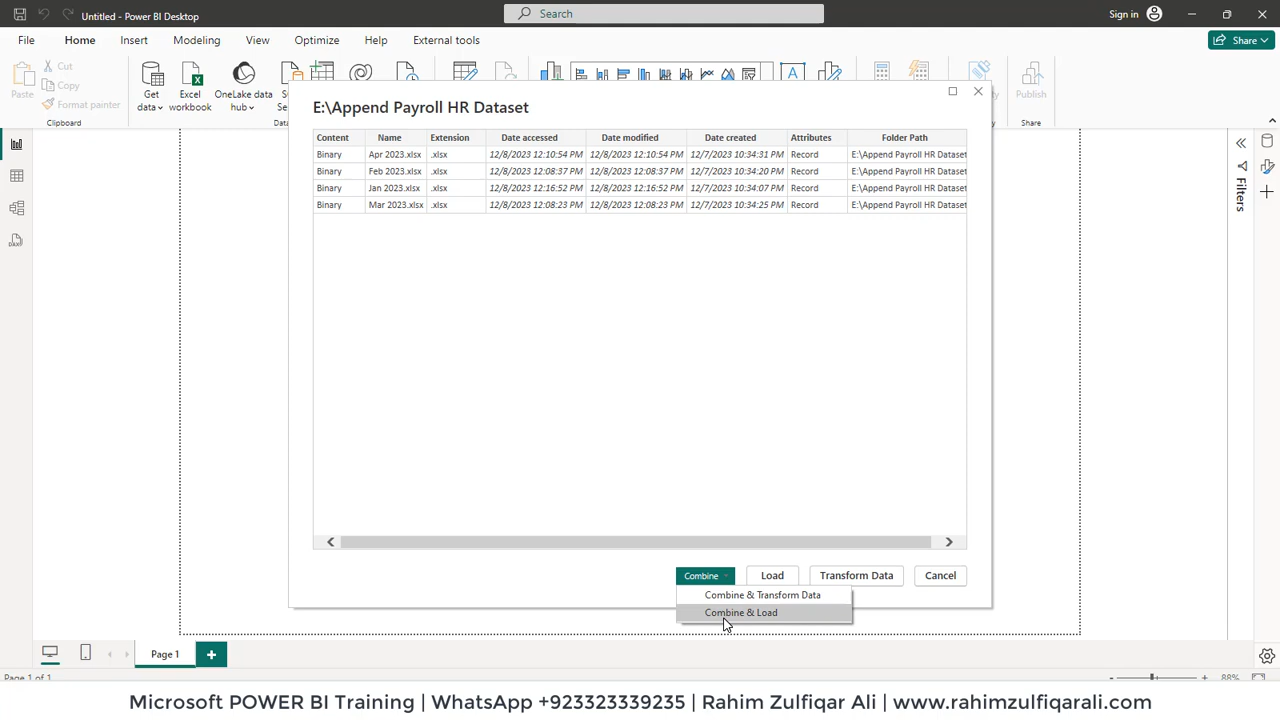 Untitled - Power BI Desktop
Search
Sign in
File
Home
Insert
Modeling
View
Optimize
Help
External tools
Share
Paste
Cut
Copy
Format painter
Get data
Excel workbook
OneLake data hub
Publish
Clipboard
Share
E:\Append Payroll HR Dataset
Content Name Extension Date accessed Date modified Date created Attributes Folder Path
Binary Apr 2023.xlsx .xlsx 12/8/2023 12:10:54 PM 12/8/2023 12:10:54 PM 12/7/2023 10:34:31 PM Record E:\Append Payroll HR Dataset
Binary Feb 2023.xlsx .xlsx 12/8/2023 12:08:37 PM 12/8/2023 12:08:37 PM 12/7/2023 10:34:20 PM Record E:\Append Payroll HR Dataset
Binary Jan 2023.xlsx .xlsx 12/8/2023 12:16:52 PM 12/8/2023 12:16:52 PM 12/7/2023 10:34:07 PM Record E:\Append Payroll HR Dataset
Binary Mar 2023.xlsx .xlsx 12/8/2023 12:08:23 PM 12/8/2023 12:08:23 PM 12/7/2023 10:34:25 PM Record E:\Append Payroll HR Dataset
Filters
Combine
Load
Transform Data
Cancel
Combine & Transform Data
Combine & Load
Page 1
Page 1 of 1
88%
Microsoft POWER BI Training | WhatsApp +923323339235 | Rahim Zulfiqar Ali | www.rahimzulfiqarali.com